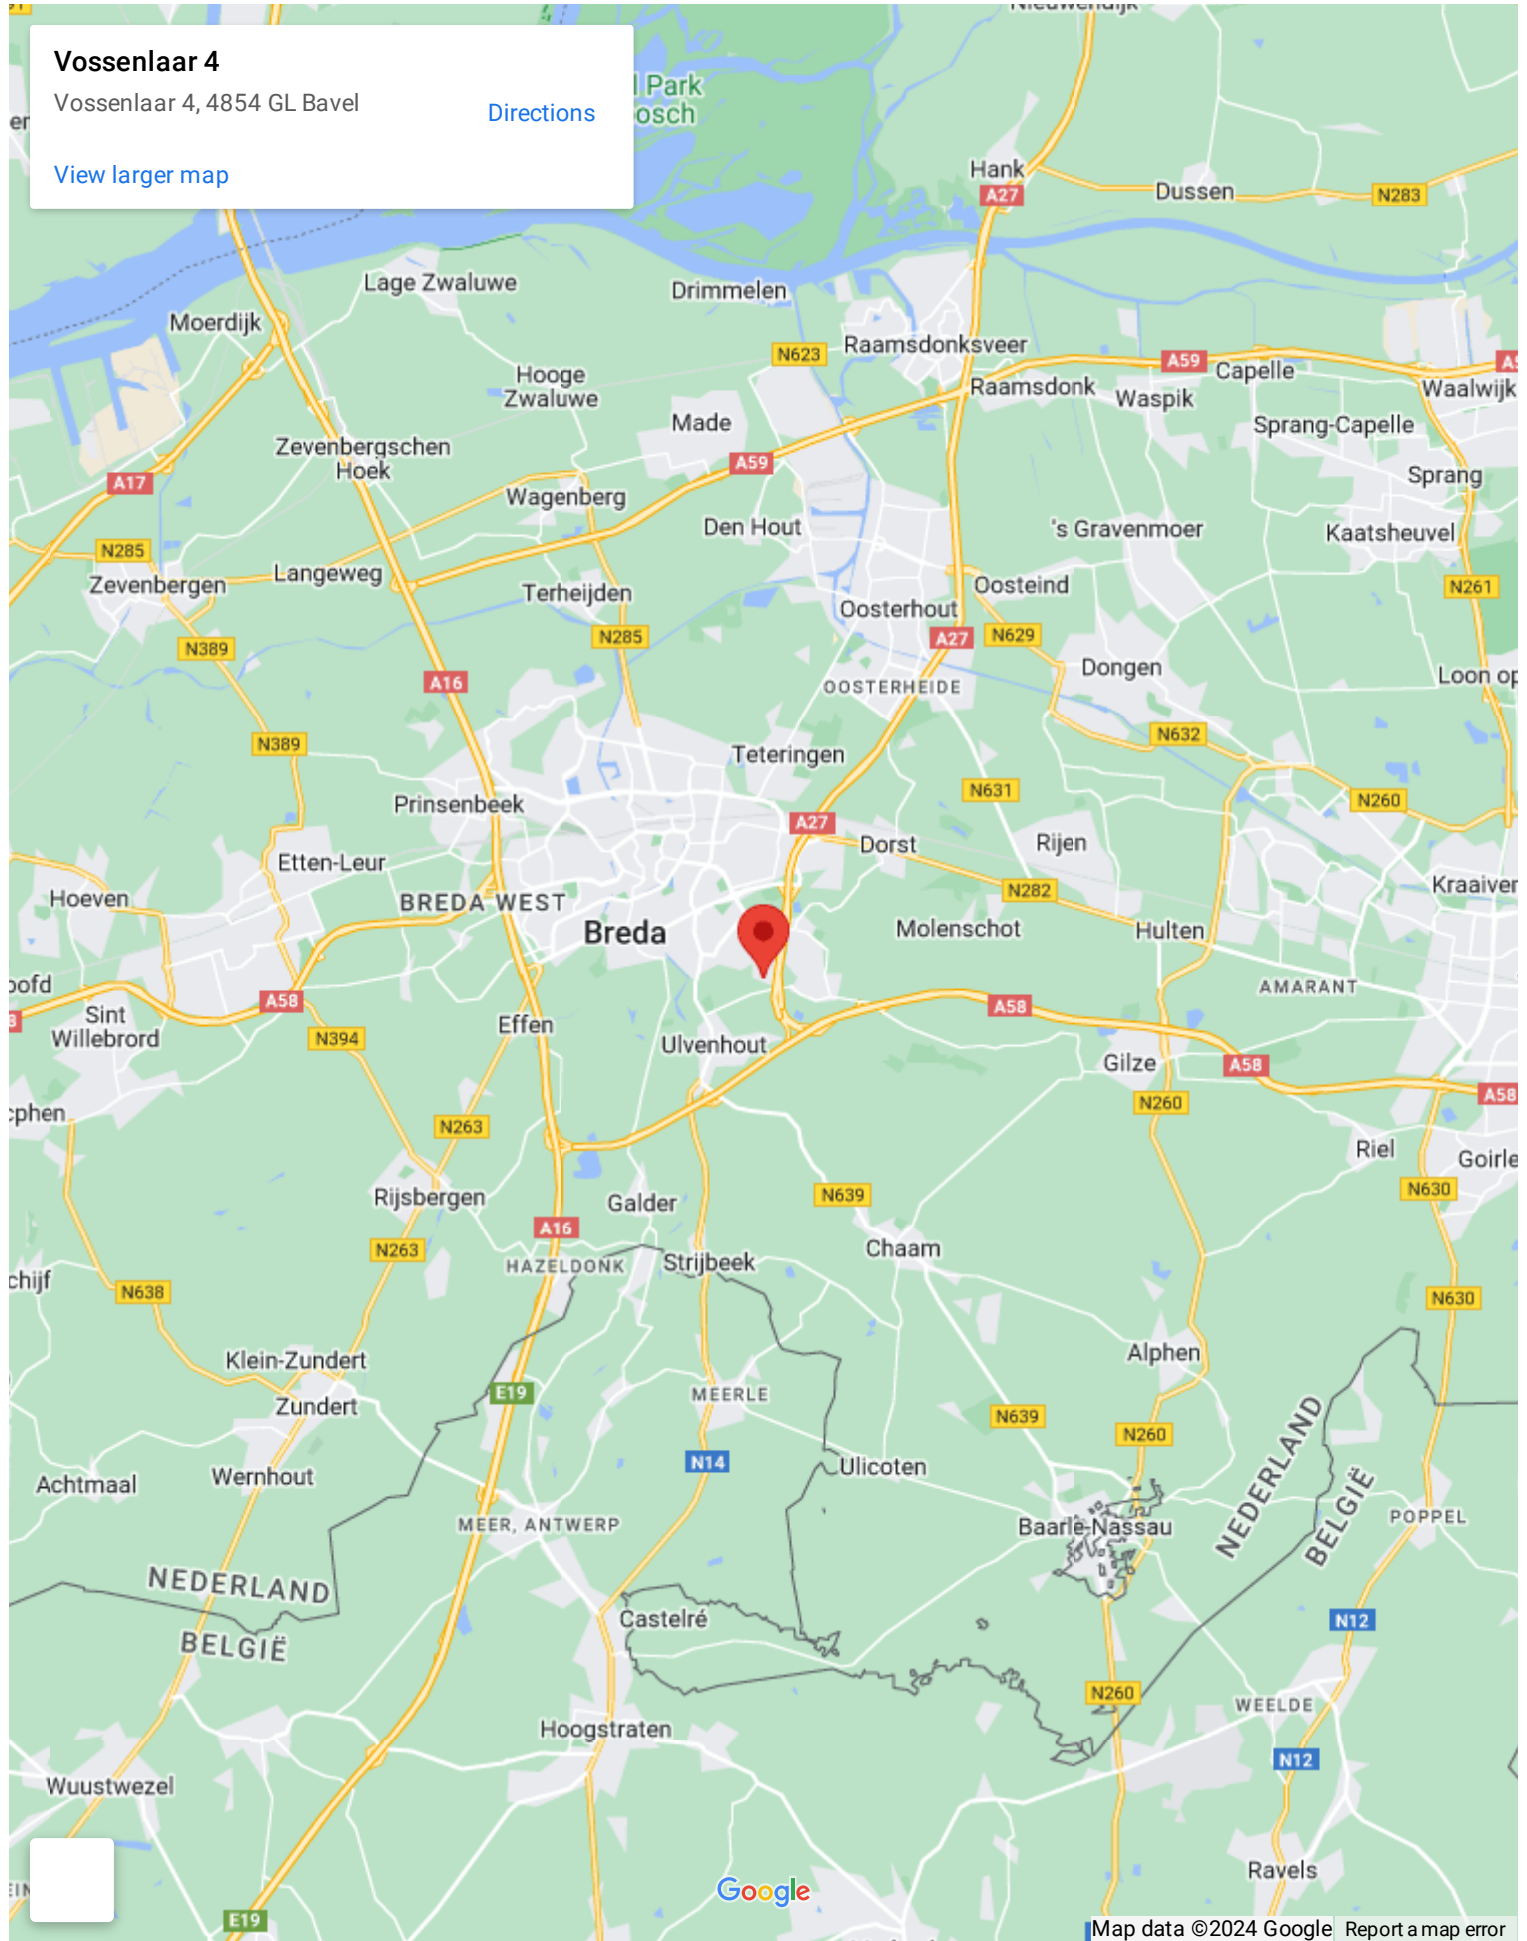 Vossenlaar 4
Vossenlaar 4, 4854 GL Bavel
Directions
View larger map
Park
Hank
A27
Dussen
N283
Lage Zwaluwe
Drimmelen
Moerdijk
N623
Raamsdonksveer
A59
Capelle
Hooge
Zwaluwe
Raamsdonk
Waspik
Waalwijk
Made
Sprang-Capelle
Zevenbergschen
Hoek
A59
Sprang
A17
Wagenberg
Den Hout
's Gravenmoer
Kaatsheuvel
N285
Langeweg
Zevenbergen
Terheijden
Oosteind
N261
Oosterhout
N285
A27
N629
N389
Dongen
A16
Loon op
OOSTERHEIDE
N389
N632
Teteringen
N631
N260
Prinsenbeek
A27
Dorst
Rijen
Etten-Leur
Hoeven
BREDA WEST
N282
Kraaiven
Breda
Molenschot
Hulten
AMARANT
A58
A58
Sint
Willebrord
Effen
N394
Ulvenhout
Gilze
A58
A58
N260
N263
Riel
Goirle
Rijsbergen
Galder
N639
N630
A16
N263
Chaam
HAZELDONK
Strijbeek
N638
N630
Klein-Zundert
Alphen
Zundert
E19
MEERLE
N639
N260
NEDERLAND
BELGIË
N14
Ulicoten
Achtmaal
Wernhout
MEER, ANTWERP
Baarle-Nassau
POPPEL
NEDERLAND
BELGIË
Castelré
N12
N260
WEELDE
Hoogstraten
N12
Wuustwezel
Ravels
Google
E19
Map data ©2024 Google
Report a map error